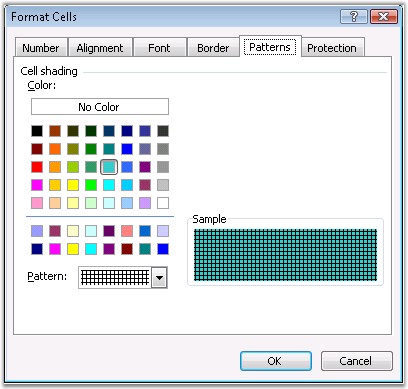 Format Cells
Number Alignment Font Border Patterns Protection
Cell shading
Color:
No Color
Sample
Pattern:
OK Cancel